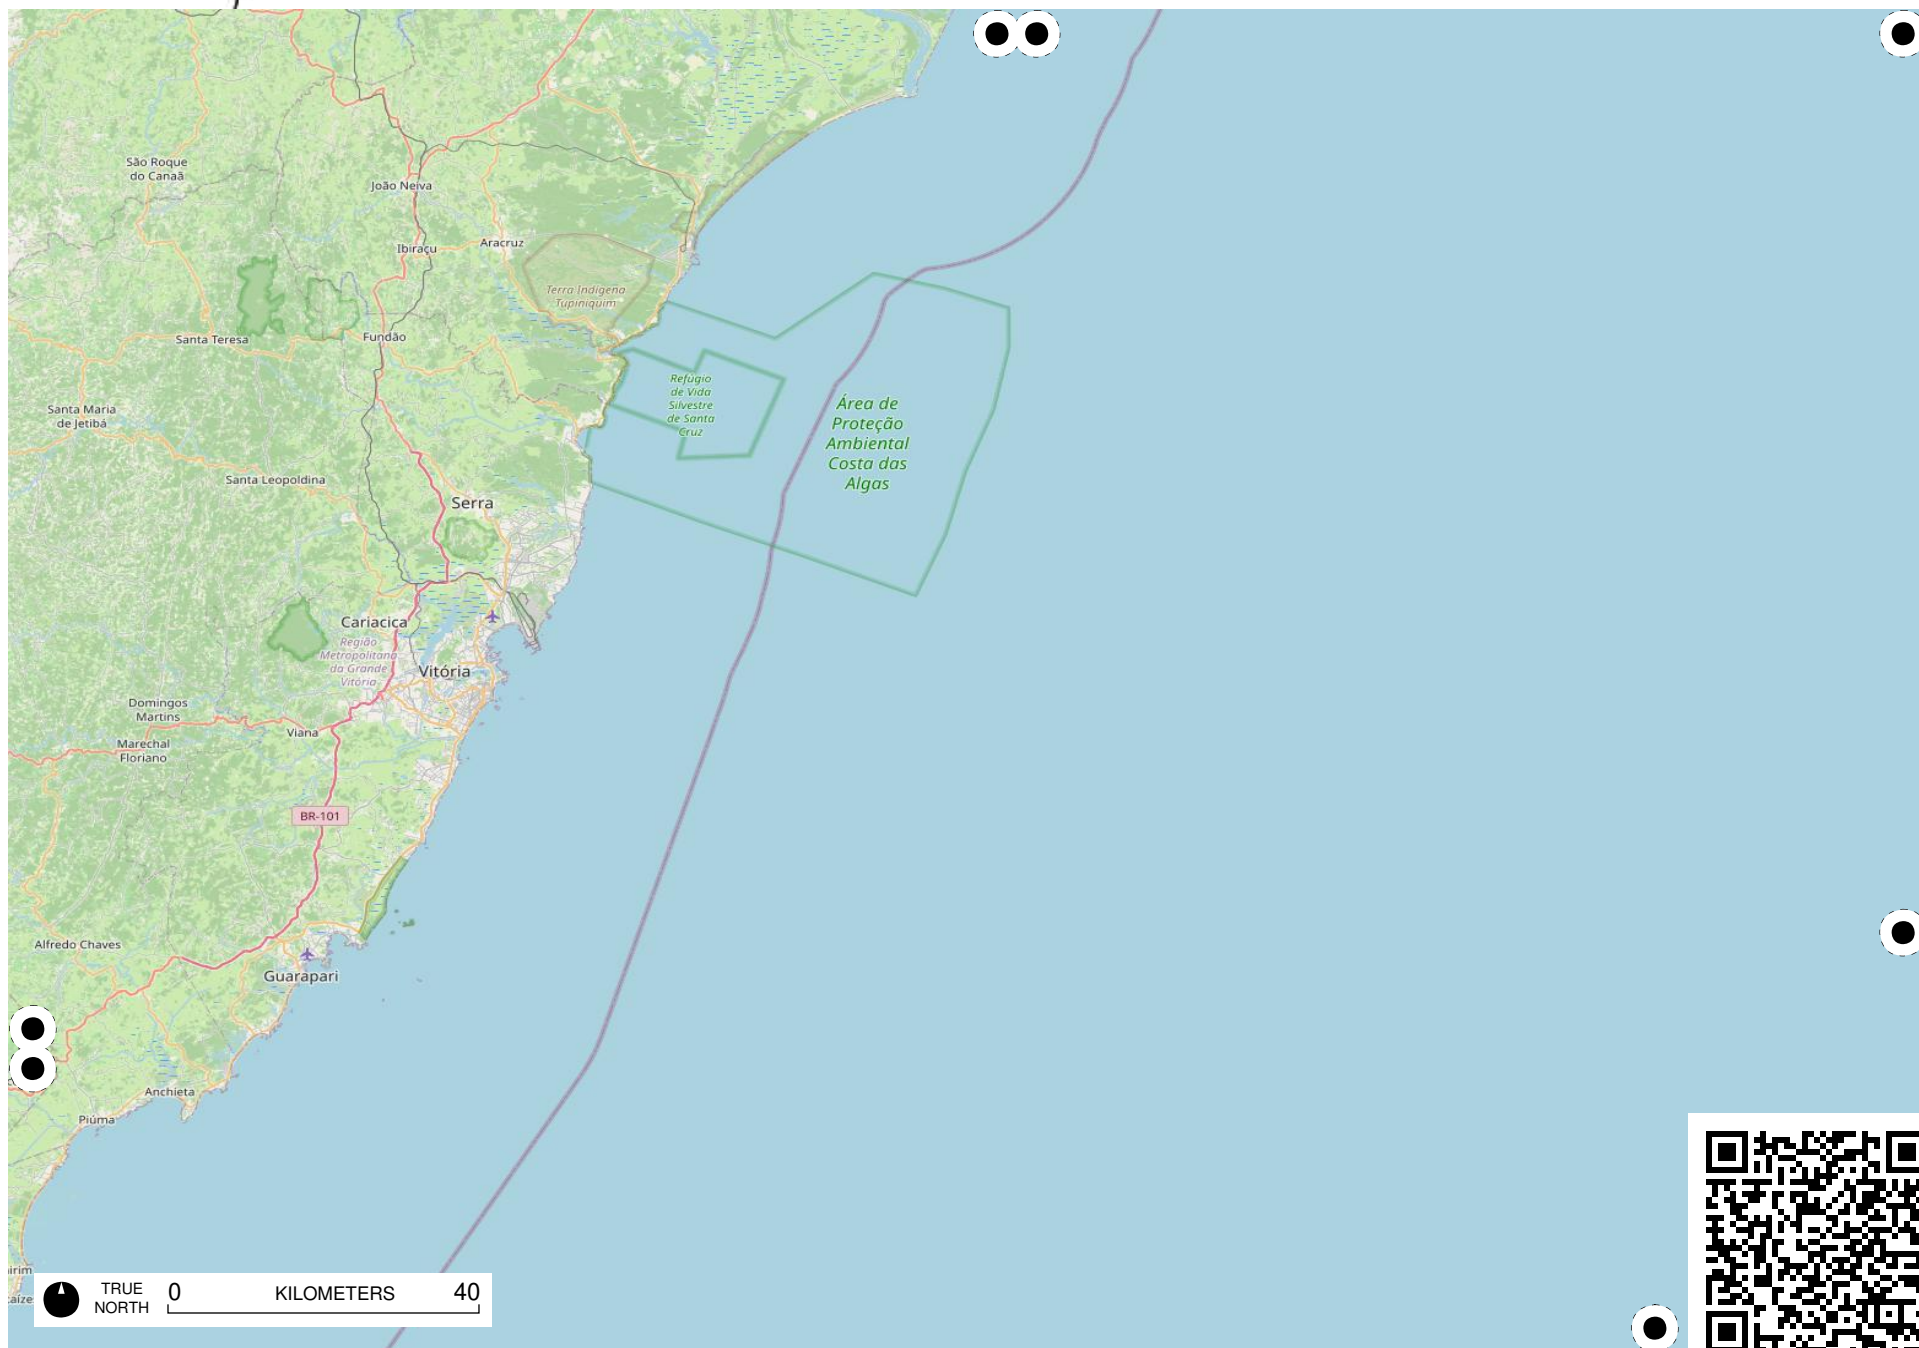 São Roque
do Canaã
João Neiva
Ibiraçu
Aracruz
Terra Indígena
Tupiniquim
Santa Teresa
Fundão
Refúgio
de Vida
Silvestre
de Santa
Cruz
Área de
Proteção
Ambiental
Costa das
Algas
Santa Maria
de Jetibá
Santa Leopoldina
Serra
Cariacica
Região
Metropolitana
da Grande
Vitória
Vitória
Domingos
Martins
Viana
Marechal
Floriano
BR-101
Alfredo Chaves
Guarapari
Anchieta
Piúma
TRUE
NORTH
0 KILOMETERS 40